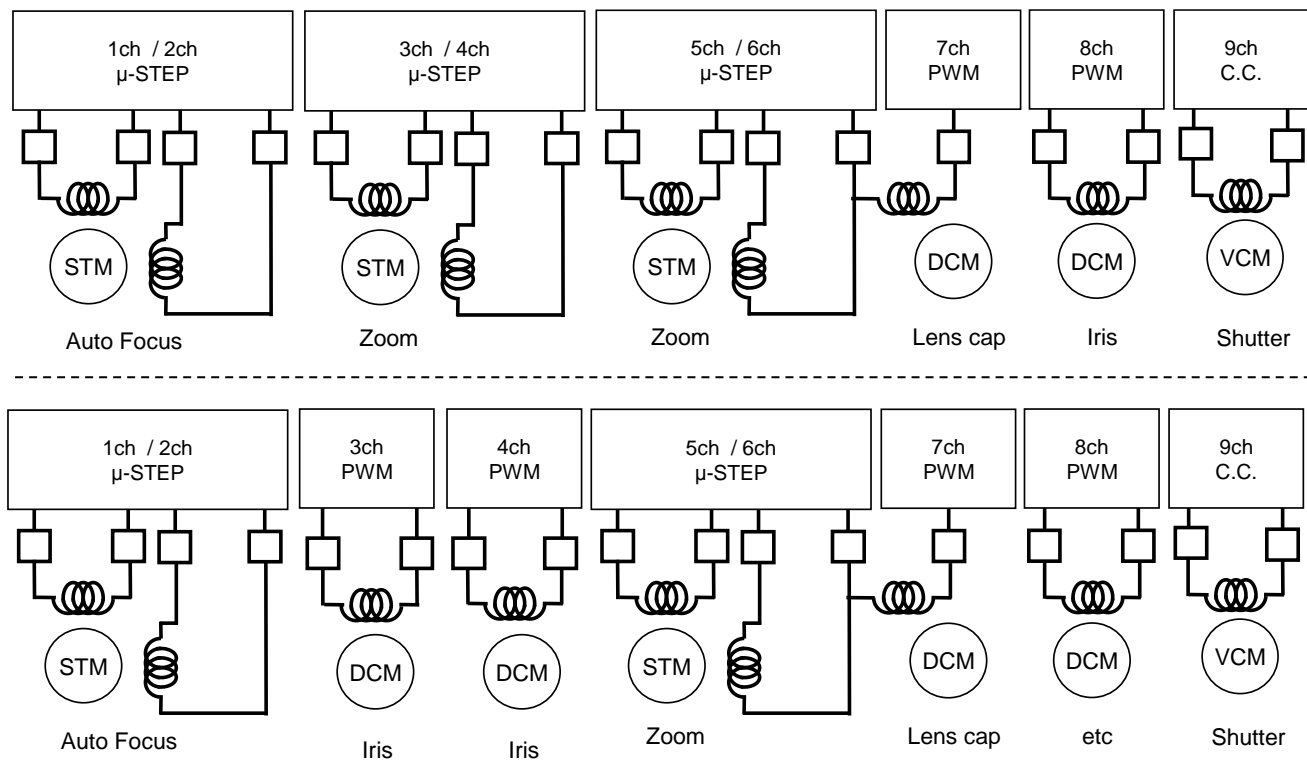 1ch / 2ch
µ-STEP
3ch / 4ch
µ-STEP
5ch / 6ch
µ-STEP
7ch
PWM
8ch
PWM
9ch
C.C.
STM
STM
STM
DCM
DCM
VCM
Auto Focus
Zoom
Zoom
Lens cap
Iris
Shutter
1ch / 2ch
µ-STEP
3ch
PWM
4ch
PWM
5ch / 6ch
µ-STEP
7ch
PWM
8ch
PWM
9ch
C.C.
STM
DCM
DCM
STM
DCM
DCM
VCM
Auto Focus
Iris
Iris
Zoom
Lens cap
etc
Shutter